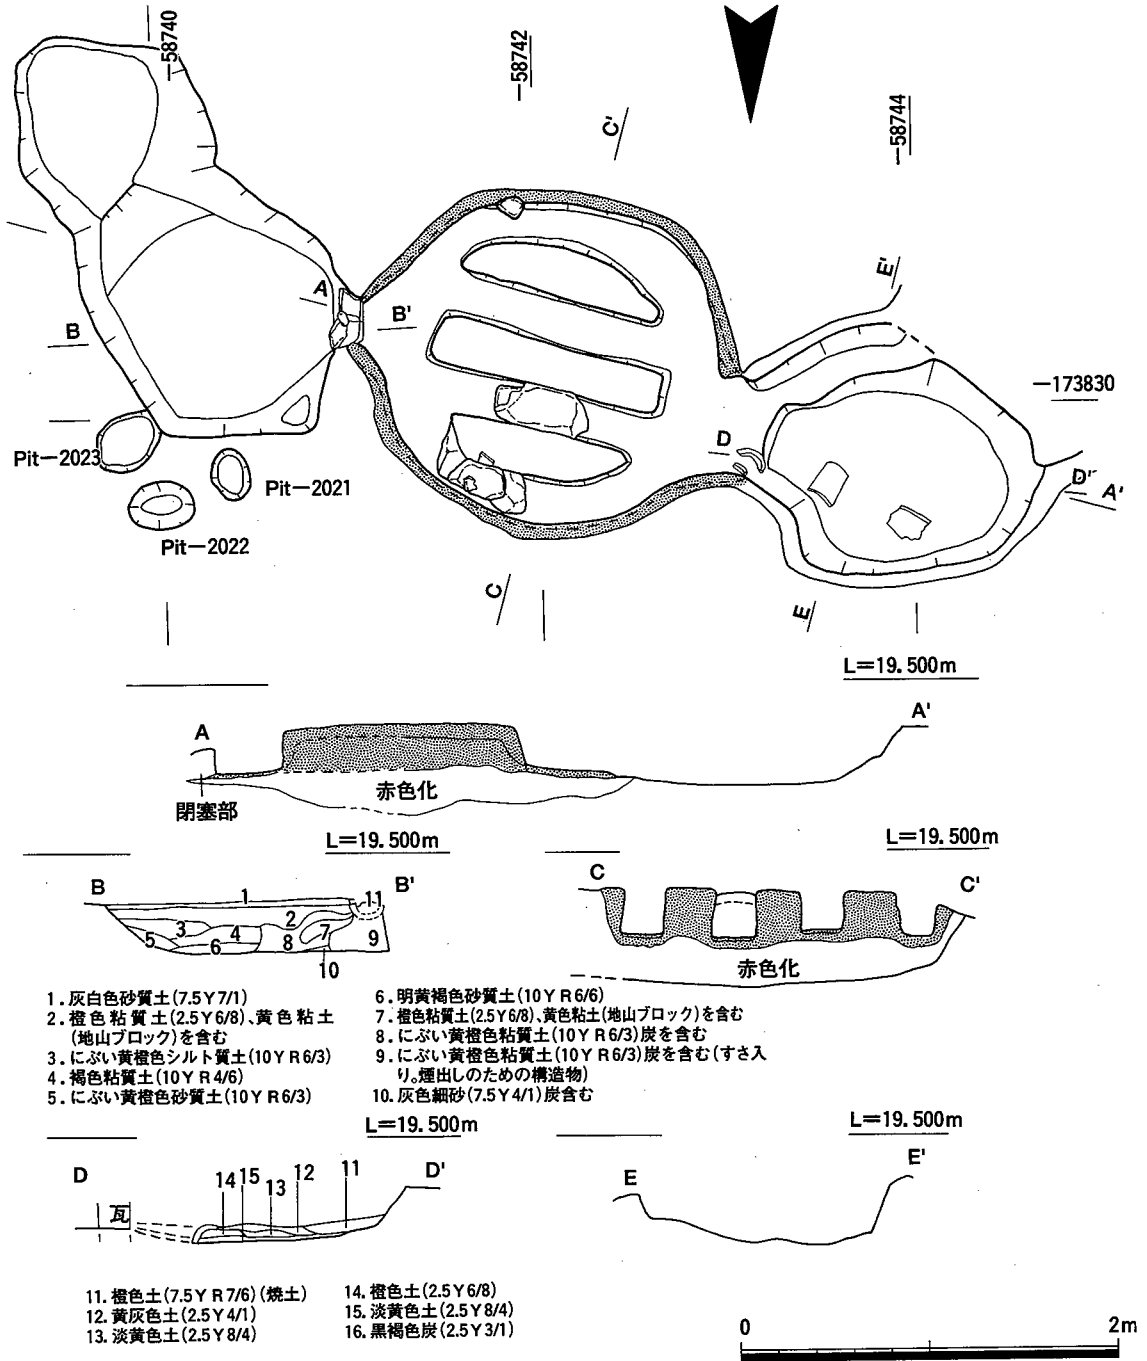 −58740
−58742
−58744
C'
E'
A
B'
B
−173830
D
D'
A'
Pit−2023
Pit−2021
Pit−2022
C
E
L=19.500m
A
A'
赤色化
閉塞部
L=19.500m
L=19.500m
B
B'
1
11
2
3
4
5
6
7
8
9
10
C
C'
赤色化
1. 灰白色砂質土(7.5Y7/1)
2. 橙色粘質土(2.5Y6/8)、黄色粘土
(地山ブロック)を含む
3. にぶい黄橙色シルト質土(10YR6/3)
4. 褐色粘質土(10YR4/6)
5. にぶい黄橙色砂質土(10YR6/3)
6. 明黄褐色砂質土(10YR6/6)
7. 橙色粘質土(2.5Y6/8)、黄色粘土(地山ブロック)を含む
8. にぶい黄橙色粘質土(10YR6/3)炭を含む
9. にぶい黄橙色粘質土(10YR6/3)炭を含む(すさ入
り。煙出しのための構造物)
10. 灰色細砂(7.5Y4/1)炭含む
L=19.500m
L=19.500m
D
D'
瓦
14
15
13
12
11
E
E'
11. 橙色土(7.5YR7/6)(焼土)
12. 黄灰色土(2.5Y4/1)
13. 淡黄色土(2.5Y8/4)
14. 橙色土(2.5Y6/8)
15. 淡黄色土(2.5Y8/4)
16. 黒褐色炭(2.5Y3/1)
0
2m